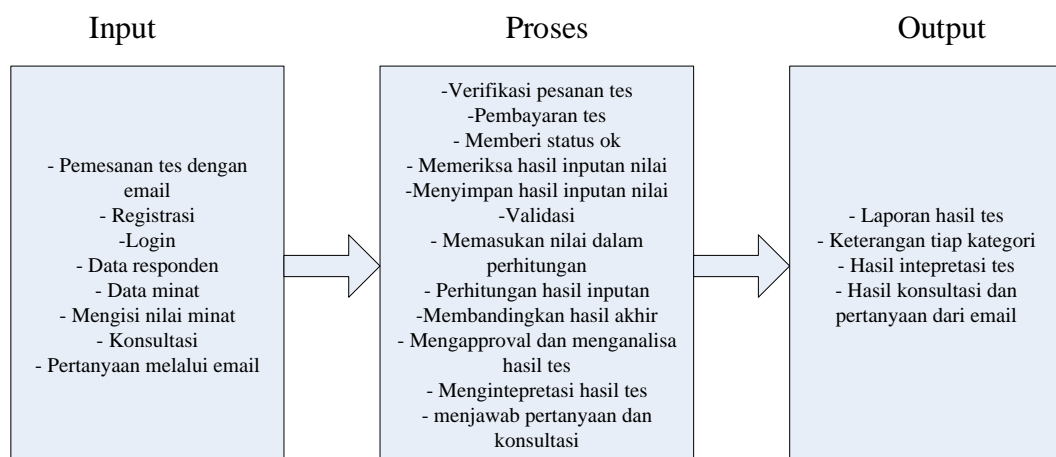 Input
Proses
Output
- Pemesanan tes dengan
email
- Registrasi
-Login
- Data responden
- Data minat
- Mengisi nilai minat
- Konsultasi
- Pertanyaan melalui email
-Verifikasi pesanan tes
-Pembayaran tes
- Memberi status ok
- Memeriksa hasil inputan nilai
-Menyimpan hasil inputan nilai
-Validasi
- Memasukan nilai dalam
perhitungan
- Perhitungan hasil inputan
-Membandingkan hasil akhir
- Mengapproval dan menganalisa
hasil tes
- Mengintepretasi hasil tes
- menjawab pertanyaan dan
konsultasi
- Laporan hasil tes
- Keterangan tiap kategori
- Hasil intepretasi tes
- Hasil konsultasi dan
pertanyaan dari email